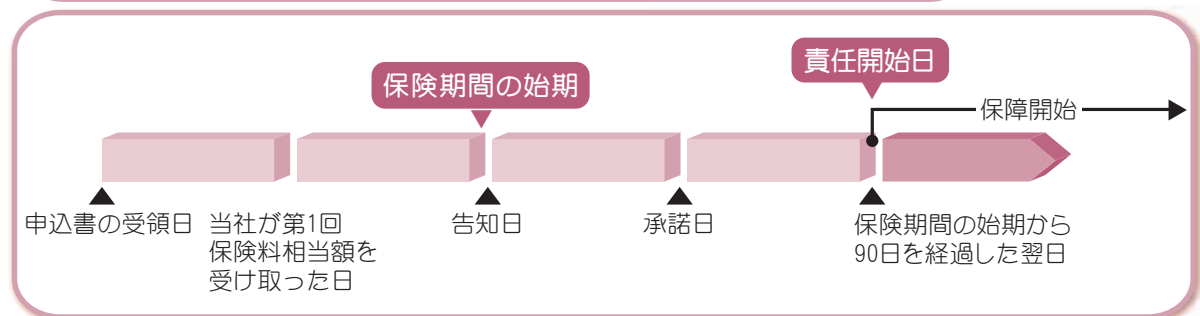 責任開始日
保険期間の始期
保障開始
申込書の受領日
当社が第1回
保険料相当額を
受け取った日
告知日
承諾日
保険期間の始期から
90日を経過した翌日